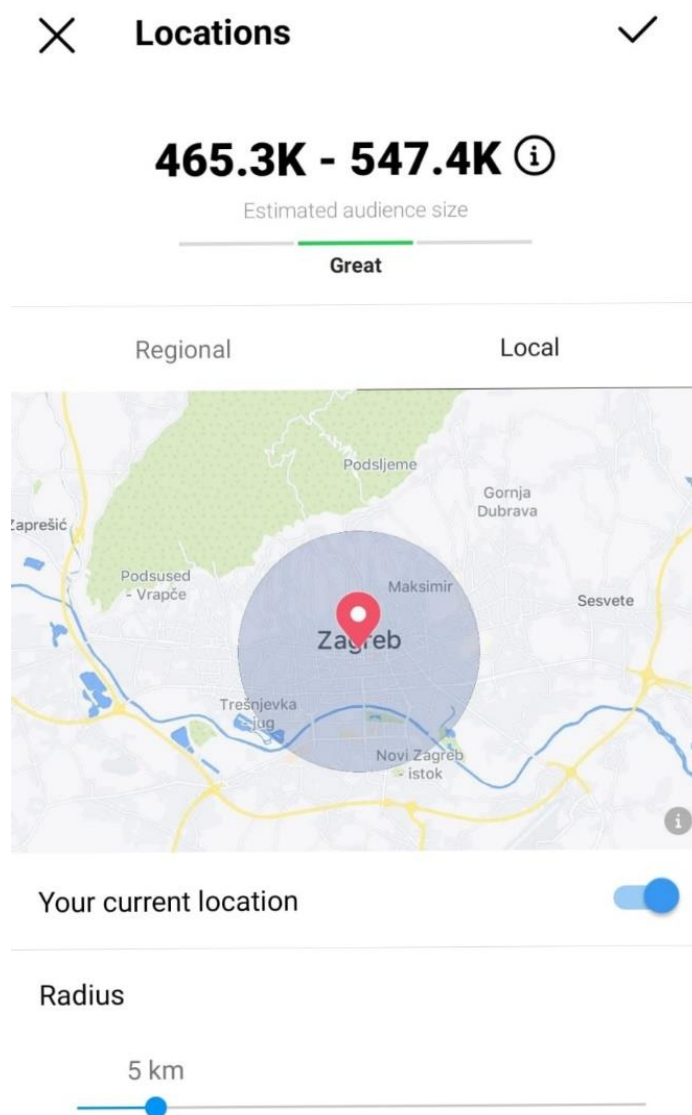 Locations
465.3K - 547.4K
Estimated audience size
Great
Regional
Local
Podsljeme
Gornja
Dubrava
Zaprešić
Podsused
- Vrapče
Maksimir
Sesvete
Zagreb
Trešnjevka
- jug
Novi Zagreb
- istok
Your current location
Radius
5 km